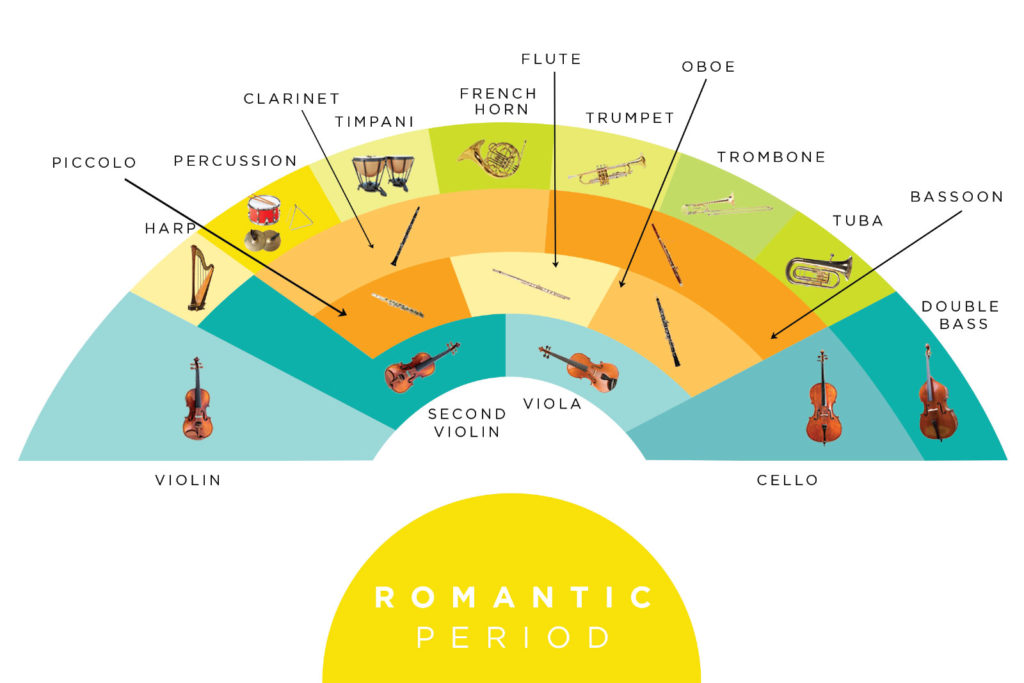 FLUTE
OBOE
CLARINET
FRENCH
HORN
TIMPANI
TRUMPET
PICCOLO
PERCUSSION
TROMBONE
BASSOON
HARP
TUBA
DOUBLE
BASS
SECOND
VIOLIN
VIOLA
VIOLIN
CELLO
ROMANTIC
PERIOD